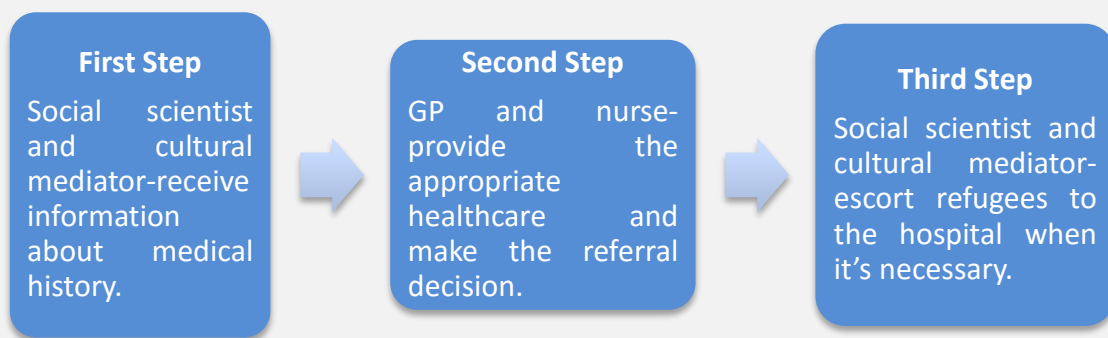 First Step
Social scientist
and cultural
mediator-receive
information
about medical
history.
Second Step
GP and nurse-
provide the
appropriate
healthcare and
make the referral
decision.
Third Step
Social scientist and
cultural mediator-
escort refugees to
the hospital when
it's necessary.